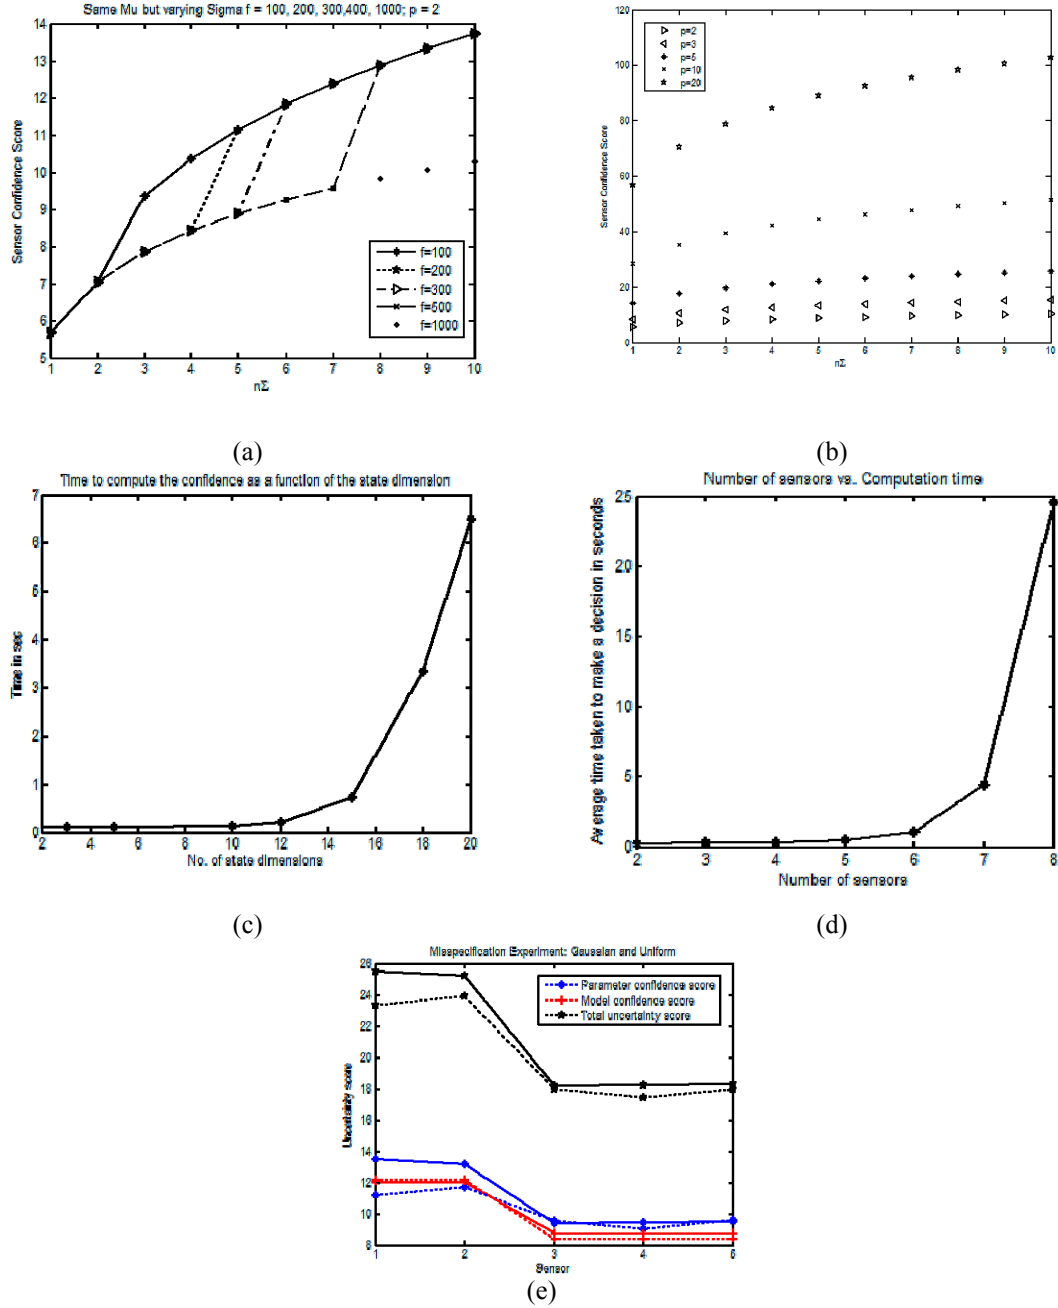 Same Mu but varying Sigma f = 100, 200, 300,400, 1000; p = 2
Sensor Confidence Score
14
13
12
11
10
9
8
7
6
5
f=100
f=200
f=300
f=500
f=1000
1 2 3 4 5 6 7 8 9 10
nΣ
(a)
Sensor Confidence Score
120
100
80
60
40
20
0
p=2
p=3
p=5
p=10
p=20
1 2 3 4 5 6 7 8 9 10
nΣ
(b)
Time to compute the confidence as a function of the state dimension
Time in sec
7
6
5
4
3
2
1
0
2 4 6 8 10 12 14 16 18 20
No. of state dimensions
(c)
Number of sensors vs. Computation time
Average time taken to make a decision in seconds
25
20
15
10
5
0
2 3 4 5 6 7 8
Number of sensors
(d)
Misspecification Experiment: Gaussian and Uniform
Uncertainty score
26
24
22
20
18
16
14
12
10
8
Parameter confidence score
Model confidence score
Total uncertainty score
1 2 3 4 5
Sensor
(e)